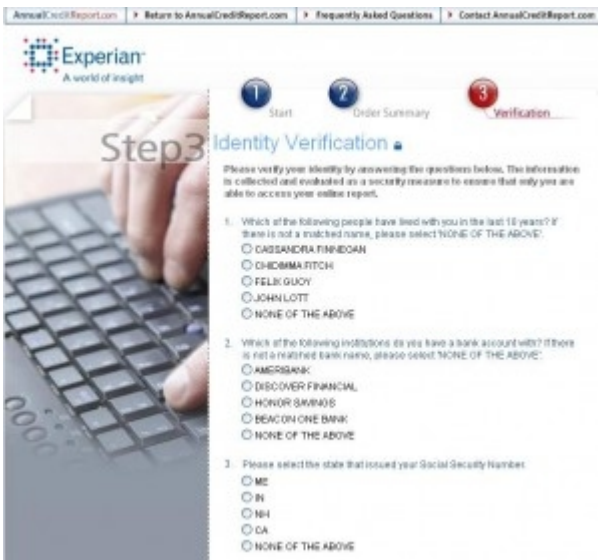 AnnualCreditReport.com
Return to AnnualCreditReport.com
Frequently Asked Questions
Contact AnnualCreditReport.com
Experian
A world of insight
1
Start
2
Order Summary
3
Verification
Step3
Identity Verification
Please verify your identity by answering the questions below. The information
is collected and evaluated as a security measure to ensure that only you are
able to access your online report.
1. Which of the following people have lived with you in the last 10 years? If
there is not a matched name, please select 'NONE OF THE ABOVE'.
CASSANDRA FINNEGAN
CHIDIMMA FITCH
FELIX GUOY
JOHN LOTT
NONE OF THE ABOVE
2. Which of the following institutions do you have a bank account with? If there
is not a matched bank name, please select 'NONE OF THE ABOVE'.
AMERIBANK
DISCOVER FINANCIAL
HONOR SAVINGS
BEACON ONE BANK
NONE OF THE ABOVE
3. Please select the state that issued your Social Security Number.
ME
IN
NH
CA
NONE OF THE ABOVE